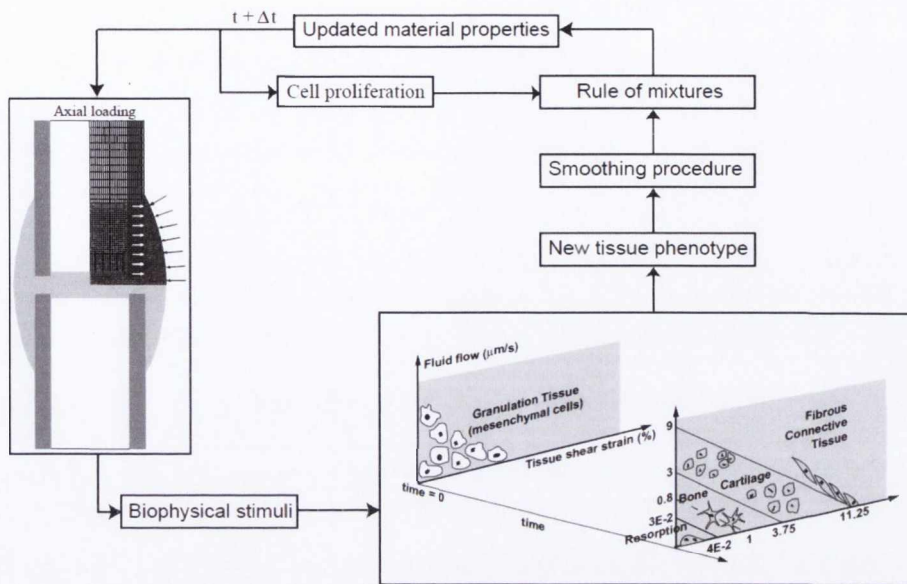 t + Δt
Updated material properties
Cell proliferation
Rule of mixtures
Axial loading
Smoothing procedure
New tissue phenotype
Fluid flow (μm/s)
Granulation Tissue
(mesenchymal cells)
Tissue shear strain (%)
time = 0
time
Fibrous
Connective
Tissue
9
3
0.8
3E-2
Cartilage
Bone
Resorption
4E-2
1
3.75
11.25
Biophysical stimuli